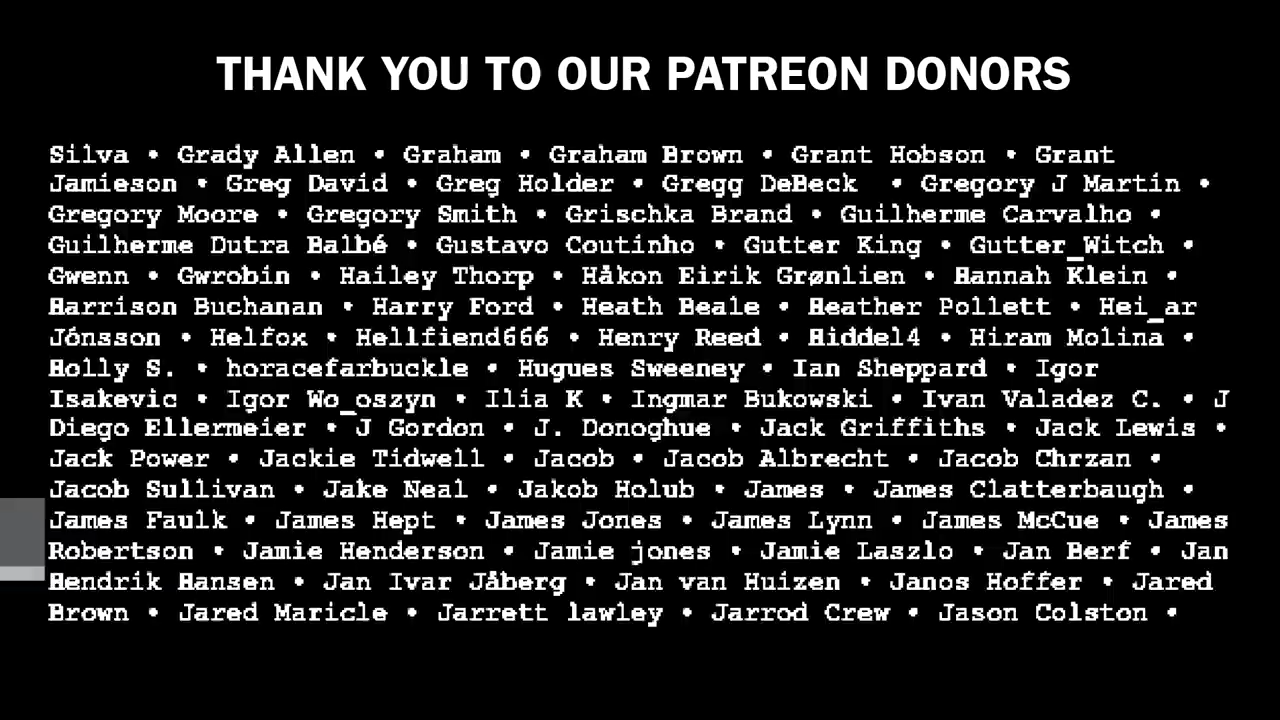 THANK YOU TO OUR PATREON DONORS
Silva • Grady Allen • Graham • Graham Brown • Grant Hobson • Grant
Jamieson • Greg David • Greg Holder • Gregg DeBeck • Gregory J Martin •
Gregory Moore • Gregory Smith • Grischka Brand • Guilherme Carvalho •
Guilherme Dutra Balbé • Gustavo Coutinho • Gutter King • Gutter_Witch •
Gwenn • Gwrobin • Hailey Thorp • Håkon Eirik Grønlien • Hannah Klein •
Harrison Buchanan • Harry Ford • Heath Beale • Heather Pollett • Hei_ar
Jónsson • Helfox • Hellfiend666 • Henry Reed • Hiddel4 • Hiram Molina •
Holly S. • horacefarbuckle • Hugues Sweeney • Ian Sheppard • Igor
Isakevic • Igor Wo_oszyn • Ilia K • Ingmar Bukowski • Ivan Valadez C. • J
Diego Ellermeier • J Gordon • J. Donoghue • Jack Griffiths • Jack Lewis •
Jack Power • Jackie Tidwell • Jacob • Jacob Albrecht • Jacob Chrzan •
Jacob Sullivan • Jake Neal • Jakob Holub • James • James Clatterbaugh •
James Faulk • James Hept • James Jones • James Lynn • James McCue • James
Robertson • Jamie Henderson • Jamie jones • Jamie Laszlo • Jan Berf • Jan
Hendrik Hansen • Jan Ivar Jåberg • Jan van Huizen • Janos Hoffer • Jared
Brown • Jared Maricle • Jarrett lawley • Jarrod Crew • Jason Colston •